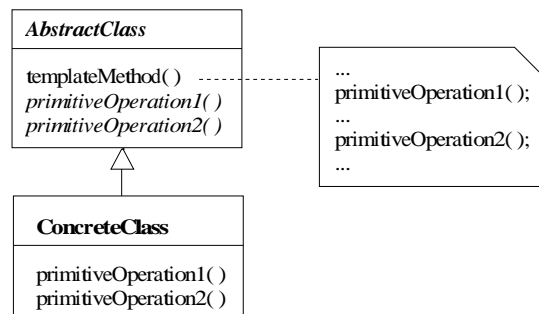 AbstractClass
templateMethod( )
primitiveOperation1( )
primitiveOperation2( )
...
primitiveOperation1( );
...
primitiveOperation2( );
...
ConcreteClass
primitiveOperation1( )
primitiveOperation2( )